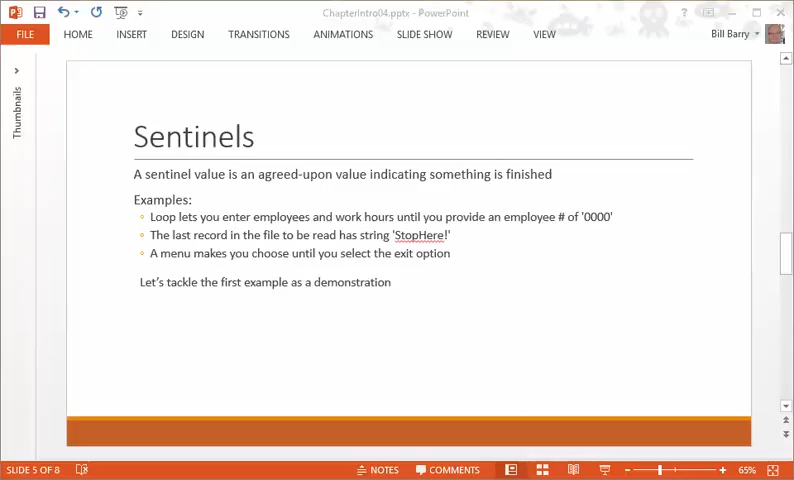 ChapterIntro04.pptx - PowerPoint
FILE HOME INSERT DESIGN TRANSITIONS ANIMATIONS SLIDE SHOW REVIEW VIEW Bill Barry
Thumbnails
Sentinels
A sentinel value is an agreed-upon value indicating something is finished
Examples:
Loop lets you enter employees and work hours until you provide an employee # of '0000'
The last record in the file to be read has string 'StopHere!'
A menu makes you choose until you select the exit option
Let's tackle the first example as a demonstration
SLIDE 5 OF 8 NOTES COMMENTS 65%